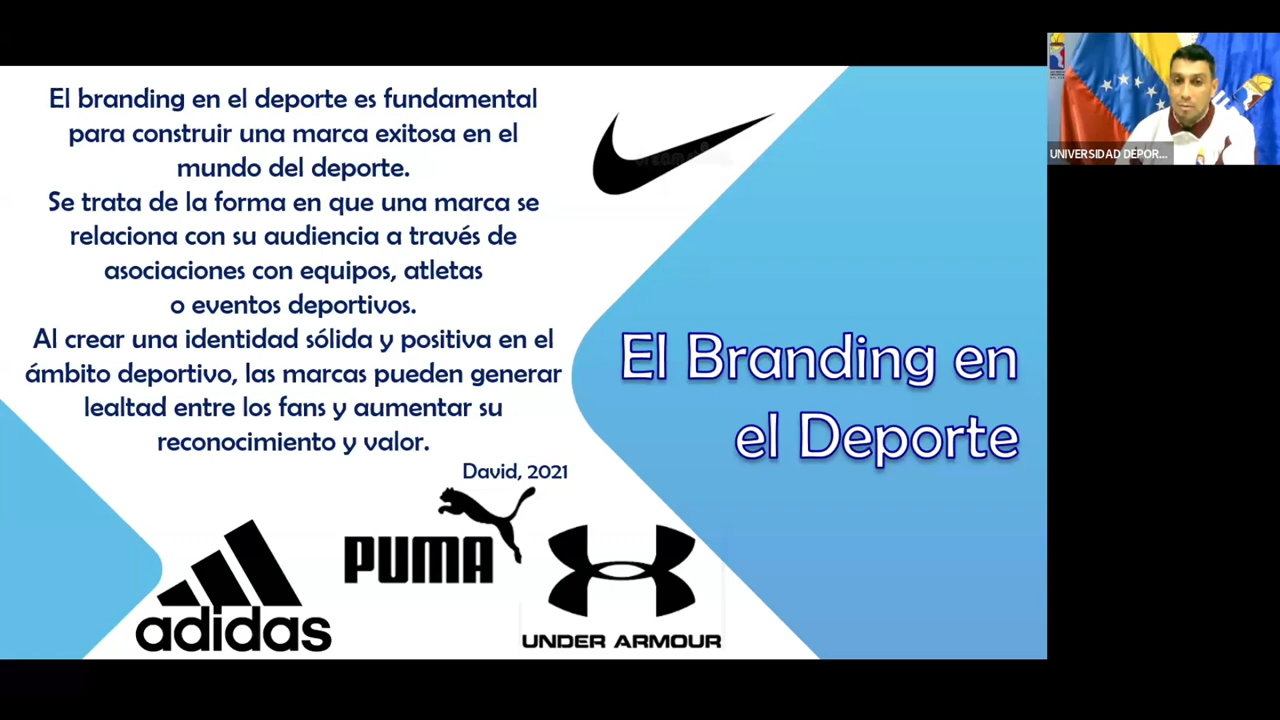 El branding en el deporte es fundamental
para construir una marca exitosa en el
mundo del deporte.
Se trata de la forma en que una marca se
relaciona con su audiencia a través de
asociaciones con equipos, atletas
o eventos deportivos.
Al crear una identidad sólida y positiva en el
ámbito deportivo, las marcas pueden generar
lealtad entre los fans y aumentar su
reconocimiento y valor.
David, 2021
El Branding en
el Deporte
adidas
PUMA
UNDER ARMOUR
UNIVERSIDAD DEPOR...